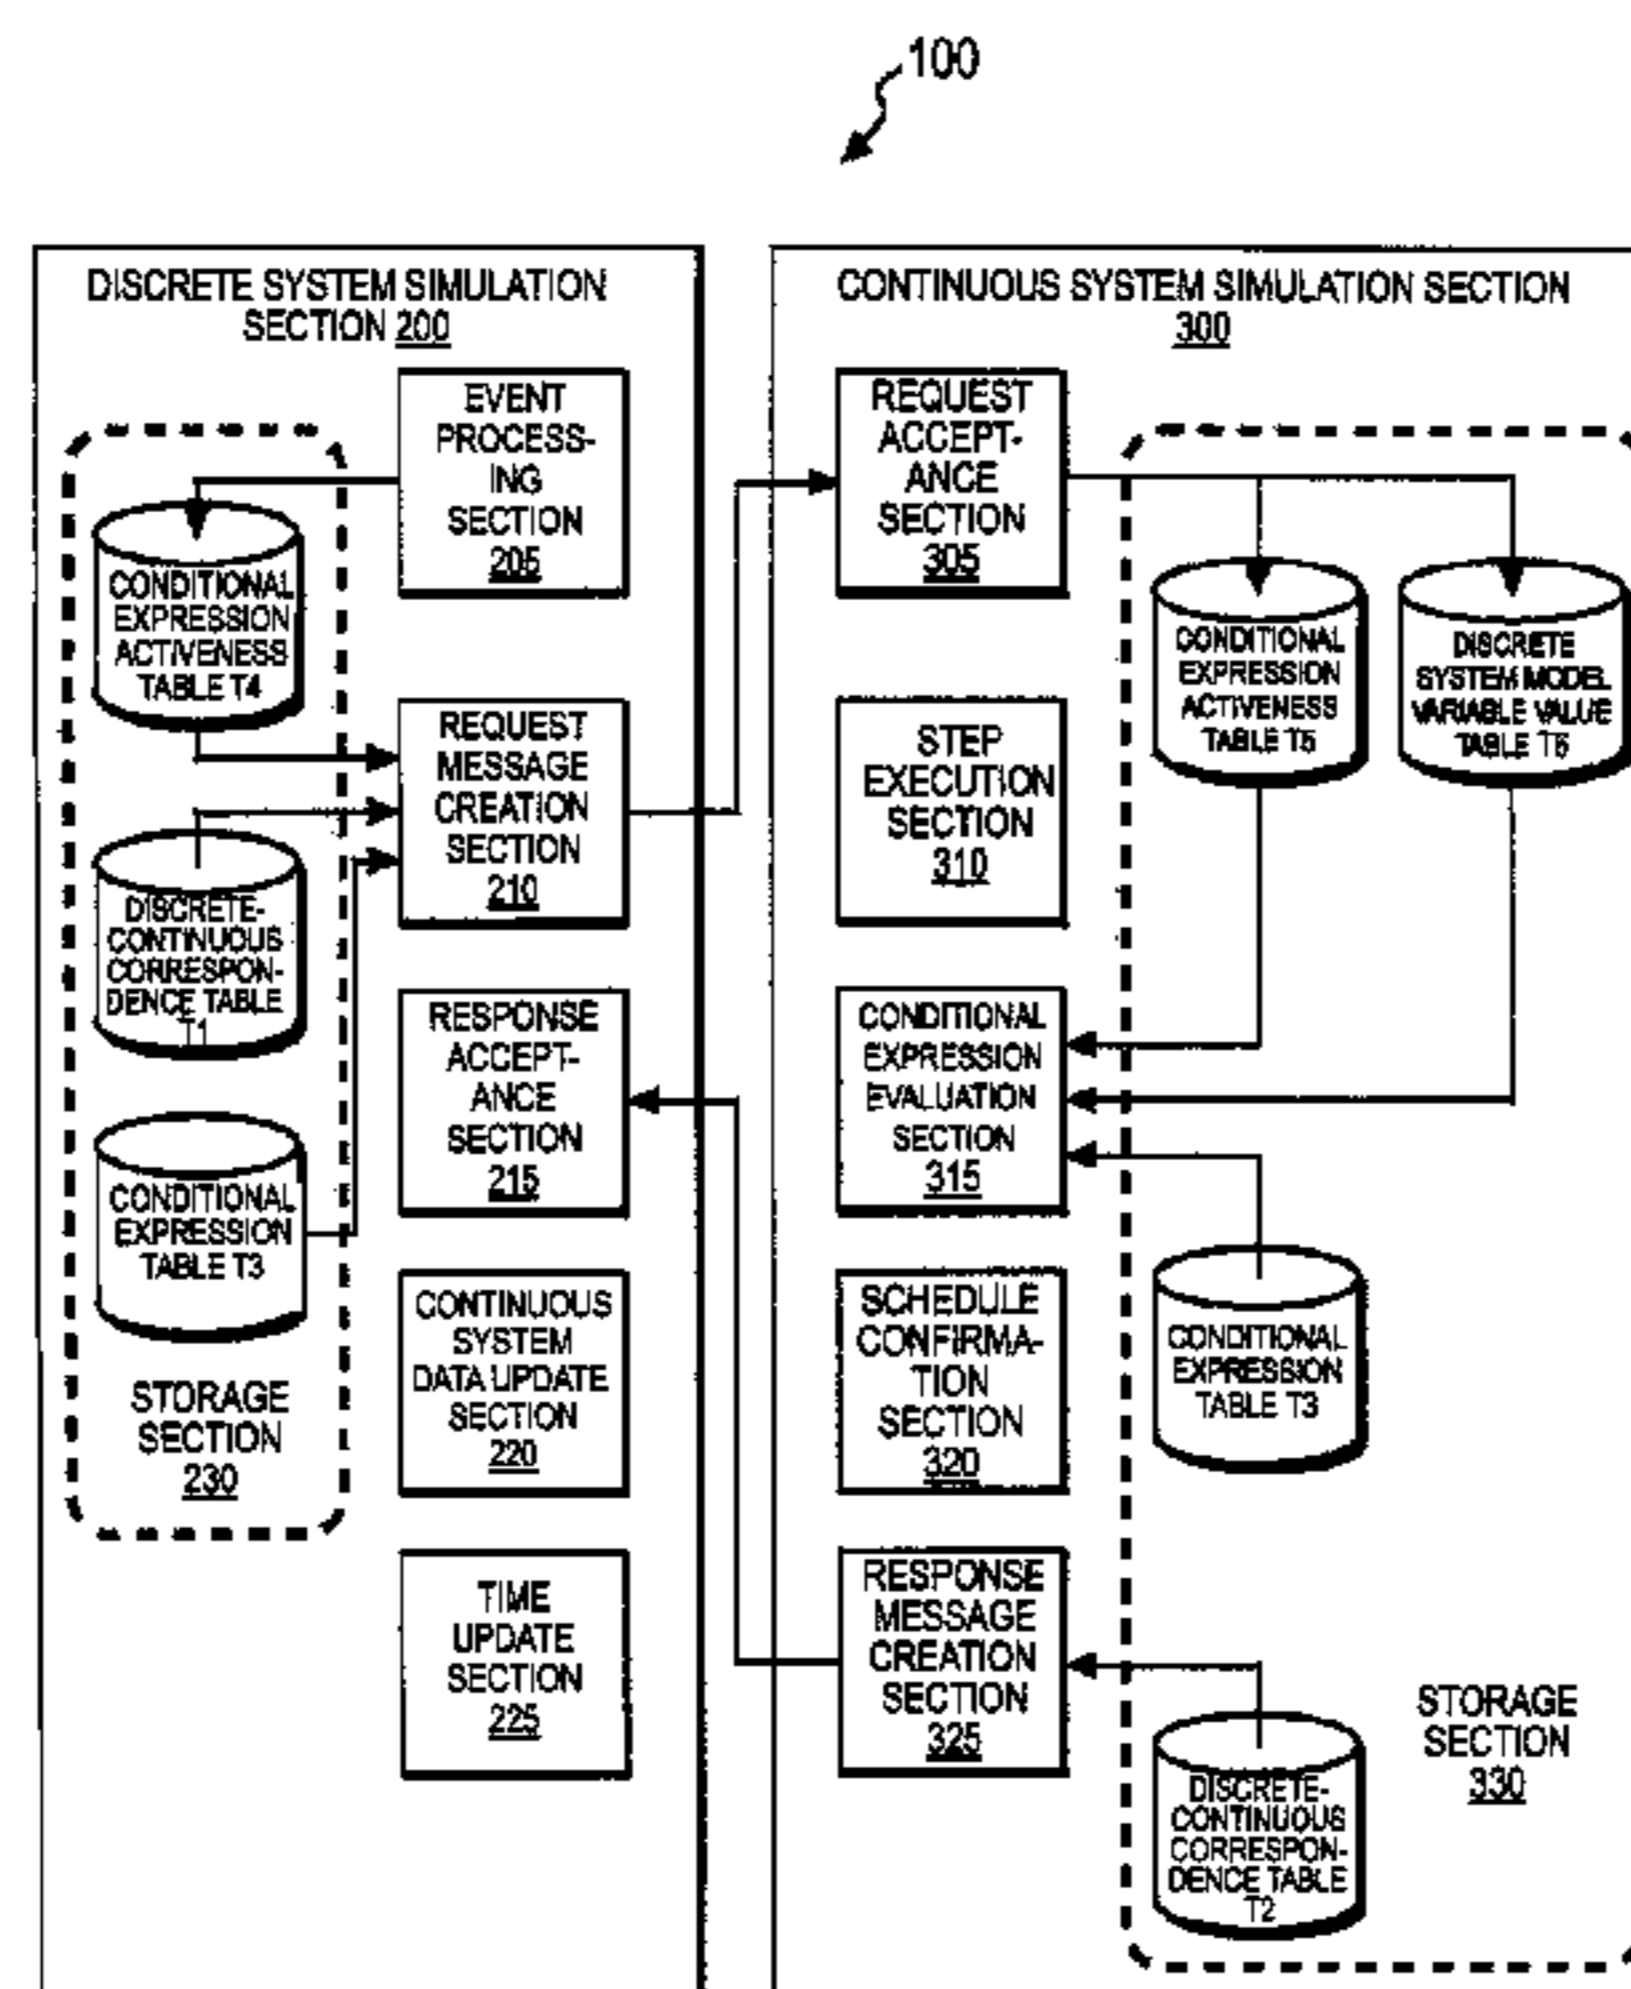 100
DISCRETE SYSTEM SIMULATION
SECTION 200
EVENT
PROCESS-
ING
SECTION
205
CONDITIONAL
EXPRESSION
ACTIVENESS
TABLE T4
REQUEST
MESSAGE
CREATION
SECTION
210
DISCRETE-
CONTINUOUS
CORRESPON-
DENCE TABLE
T1
RESPONSE
ACCEPT-
ANCE
SECTION
215
CONDITIONAL
EXPRESSION
TABLE T3
CONTINUOUS
SYSTEM
DATA UPDATE
SECTION
220
STORAGE
SECTION
230
TIME
UPDATE
SECTION
225
CONTINUOUS SYSTEM SIMULATION SECTION
300
REQUEST
ACCEPT-
ANCE
SECTION
305
CONDITIONAL
EXPRESSION
ACTIVENESS
TABLE T5
DISCRETE
SYSTEM MODEL
VARIABLE VALUE
TABLE T6
STEP
EXECUTION
SECTION
310
CONDITIONAL
EXPRESSION
EVALUATION
SECTION
315
SCHEDULE
CONFIRMA-
TION
SECTION
320
CONDITIONAL
EXPRESSION
TABLE T3
RESPONSE
MESSAGE
CREATION
SECTION
325
STORAGE
SECTION
330
DISCRETE-
CONTINUOUS
CORRESPON-
DENCE TABLE
T2